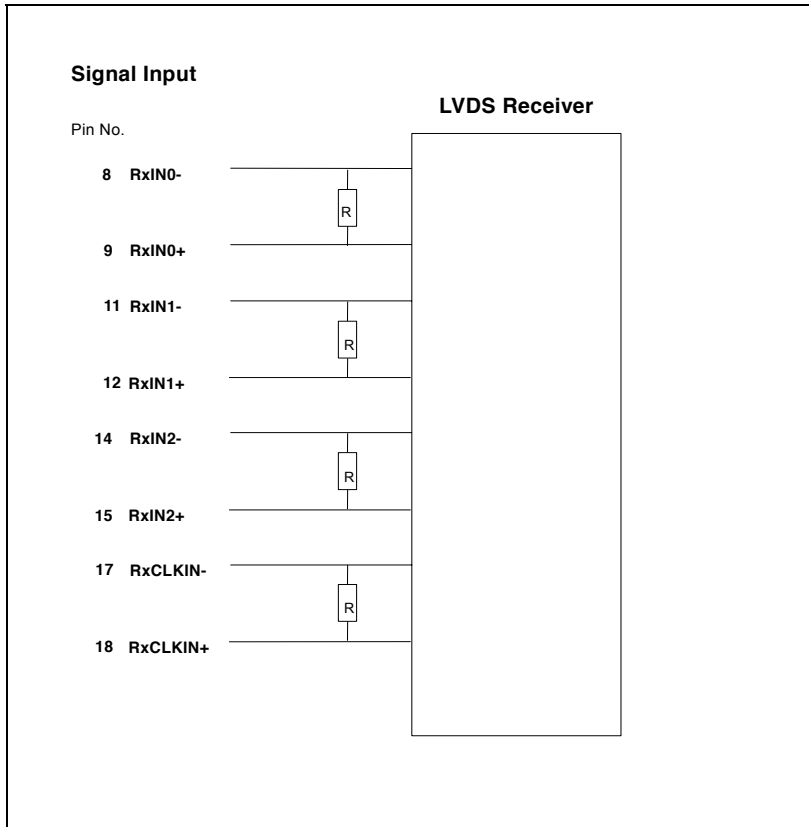 Signal Input
LVDS Receiver
Pin No.
8 RxIN0-
R
9 RxIN0+
11 RxIN1-
R
12 RxIN1+
14 RxIN2-
R
15 RxIN2+
17 RxCLKIN-
R
18 RxCLKIN+